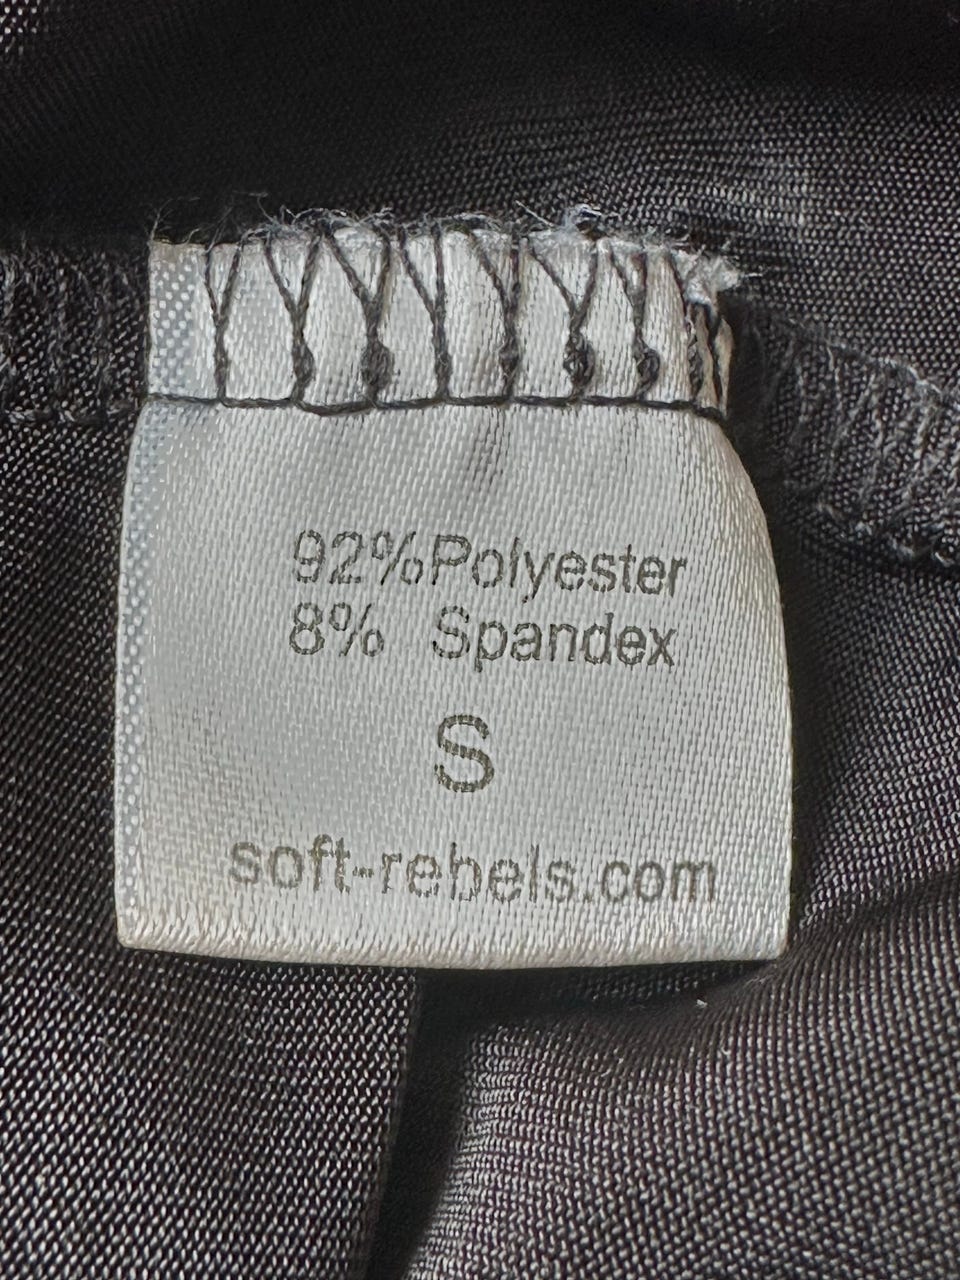 92%Polyester
8% Spandex
S
soft-rebels.com